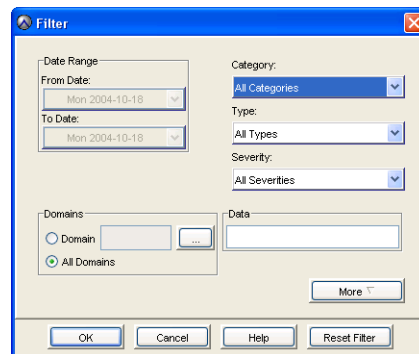 Filter
Date Range
From Date:
Mon 2004-10-18
To Date:
Mon 2004-10-18
Category:
All Categories
Type:
All Types
Severity:
All Severities
Domains
Domain
...
All Domains
Data
More
OK
Cancel
Help
Reset Filter